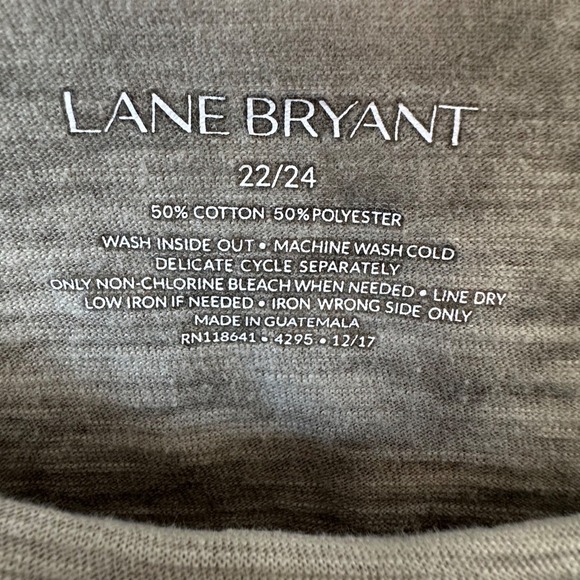 LANE BRYANT
22/24
50% COTTON 50% POLYESTER
WASH INSIDE OUT • MACHINE WASH COLD
DELICATE CYCLE SEPARATELY
ONLY NON-CHLORINE BLEACH WHEN NEEDED • LINE DRY
LOW IRON IF NEEDED • IRON WRONG SIDE ONLY
MADE IN GUATEMALA
RN118641 • 4295 • 12/17